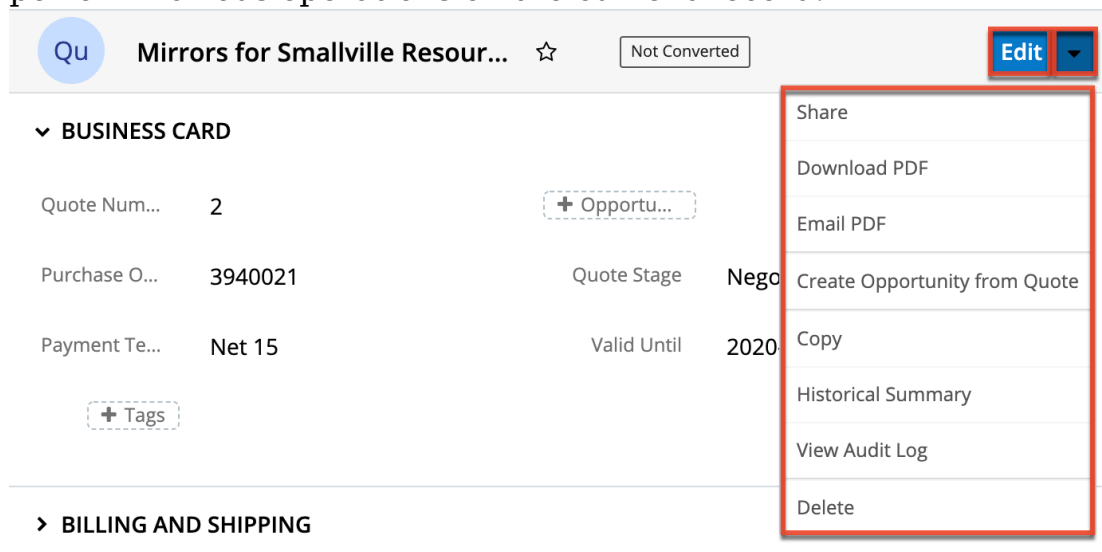 Qu Mirrors for Smallville Resour... Not Converted Edit
BUSINESS CARD
Share
Download PDF
Quote Num... 2 + Opportu...
Email PDF
Purchase O... 3940021 Quote Stage Nego
Create Opportunity from Quote
Payment Te... Net 15 Valid Until 2020-
Copy
Historical Summary
+ Tags
View Audit Log
Delete
BILLING AND SHIPPING